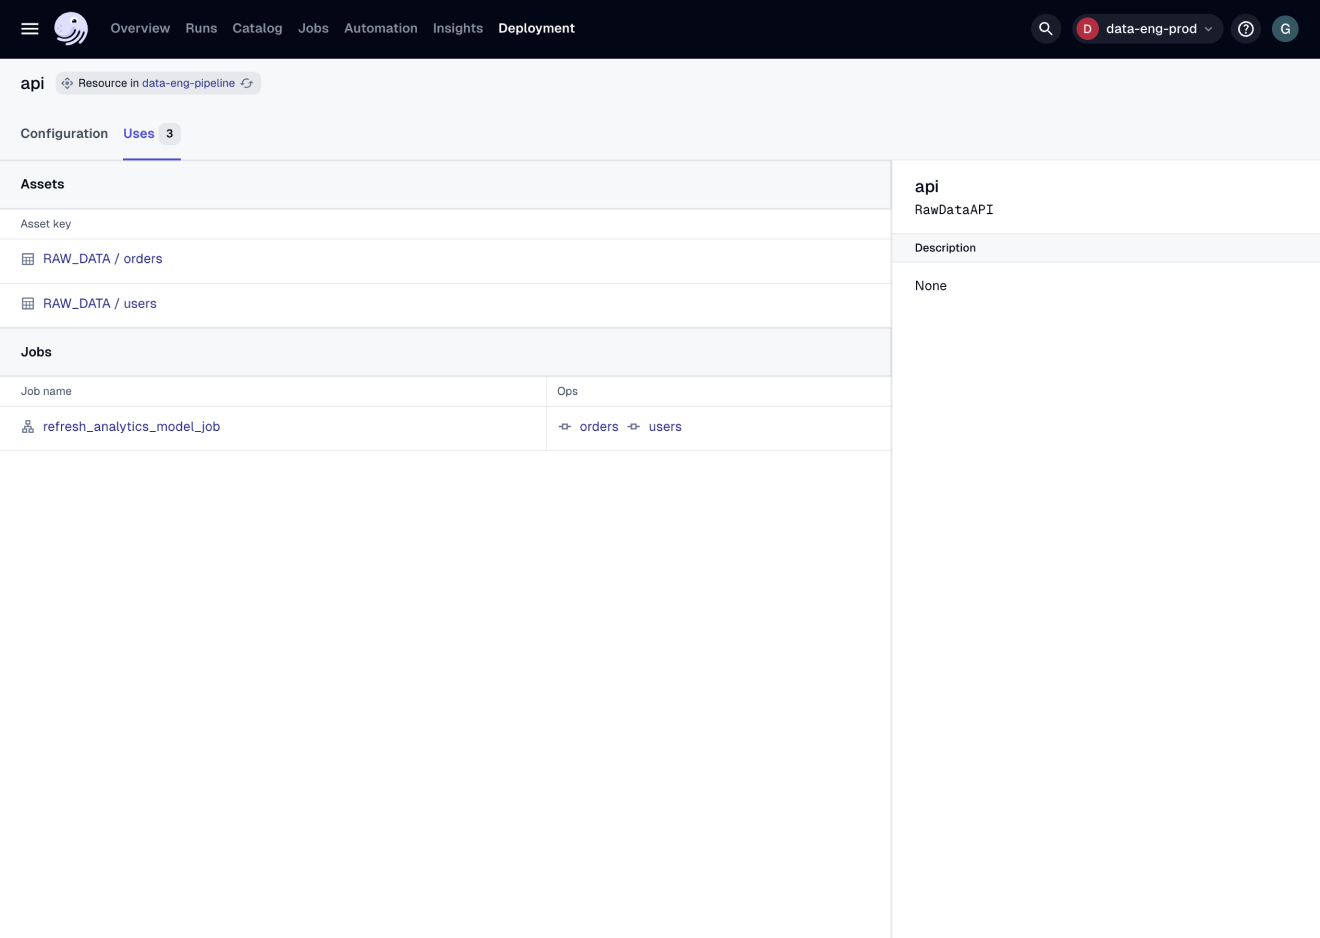 Overview Runs Catalog Jobs Automation Insights Deployment D data-eng-prod G
api Resource in data-eng-pipeline
Configuration Uses 3
Assets
Asset key
RAW_DATA / orders
RAW_DATA / users
Jobs
Job name Ops
refresh_analytics_model_job orders users
api
RawDataAPI
Description
None